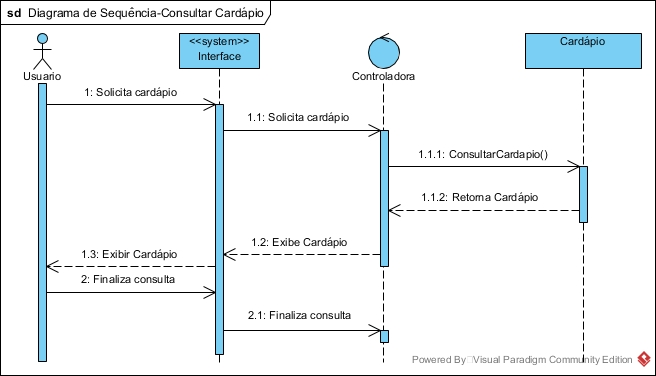 sd Diagrama de Sequência-Consultar Cardápio
<<system>>
Interface
Cardápio
Usuario
Controladora
1: Solicita cardápio
1.1: Solicita cardápio
1.1.1: ConsultarCardapio()
1.1.2: Retorna Cardápio
1.2: Exibe Cardápio
1.3: Exibir Cardápio
2: Finaliza consulta
2.1: Finaliza consulta
Powered By Visual Paradigm Community Edition